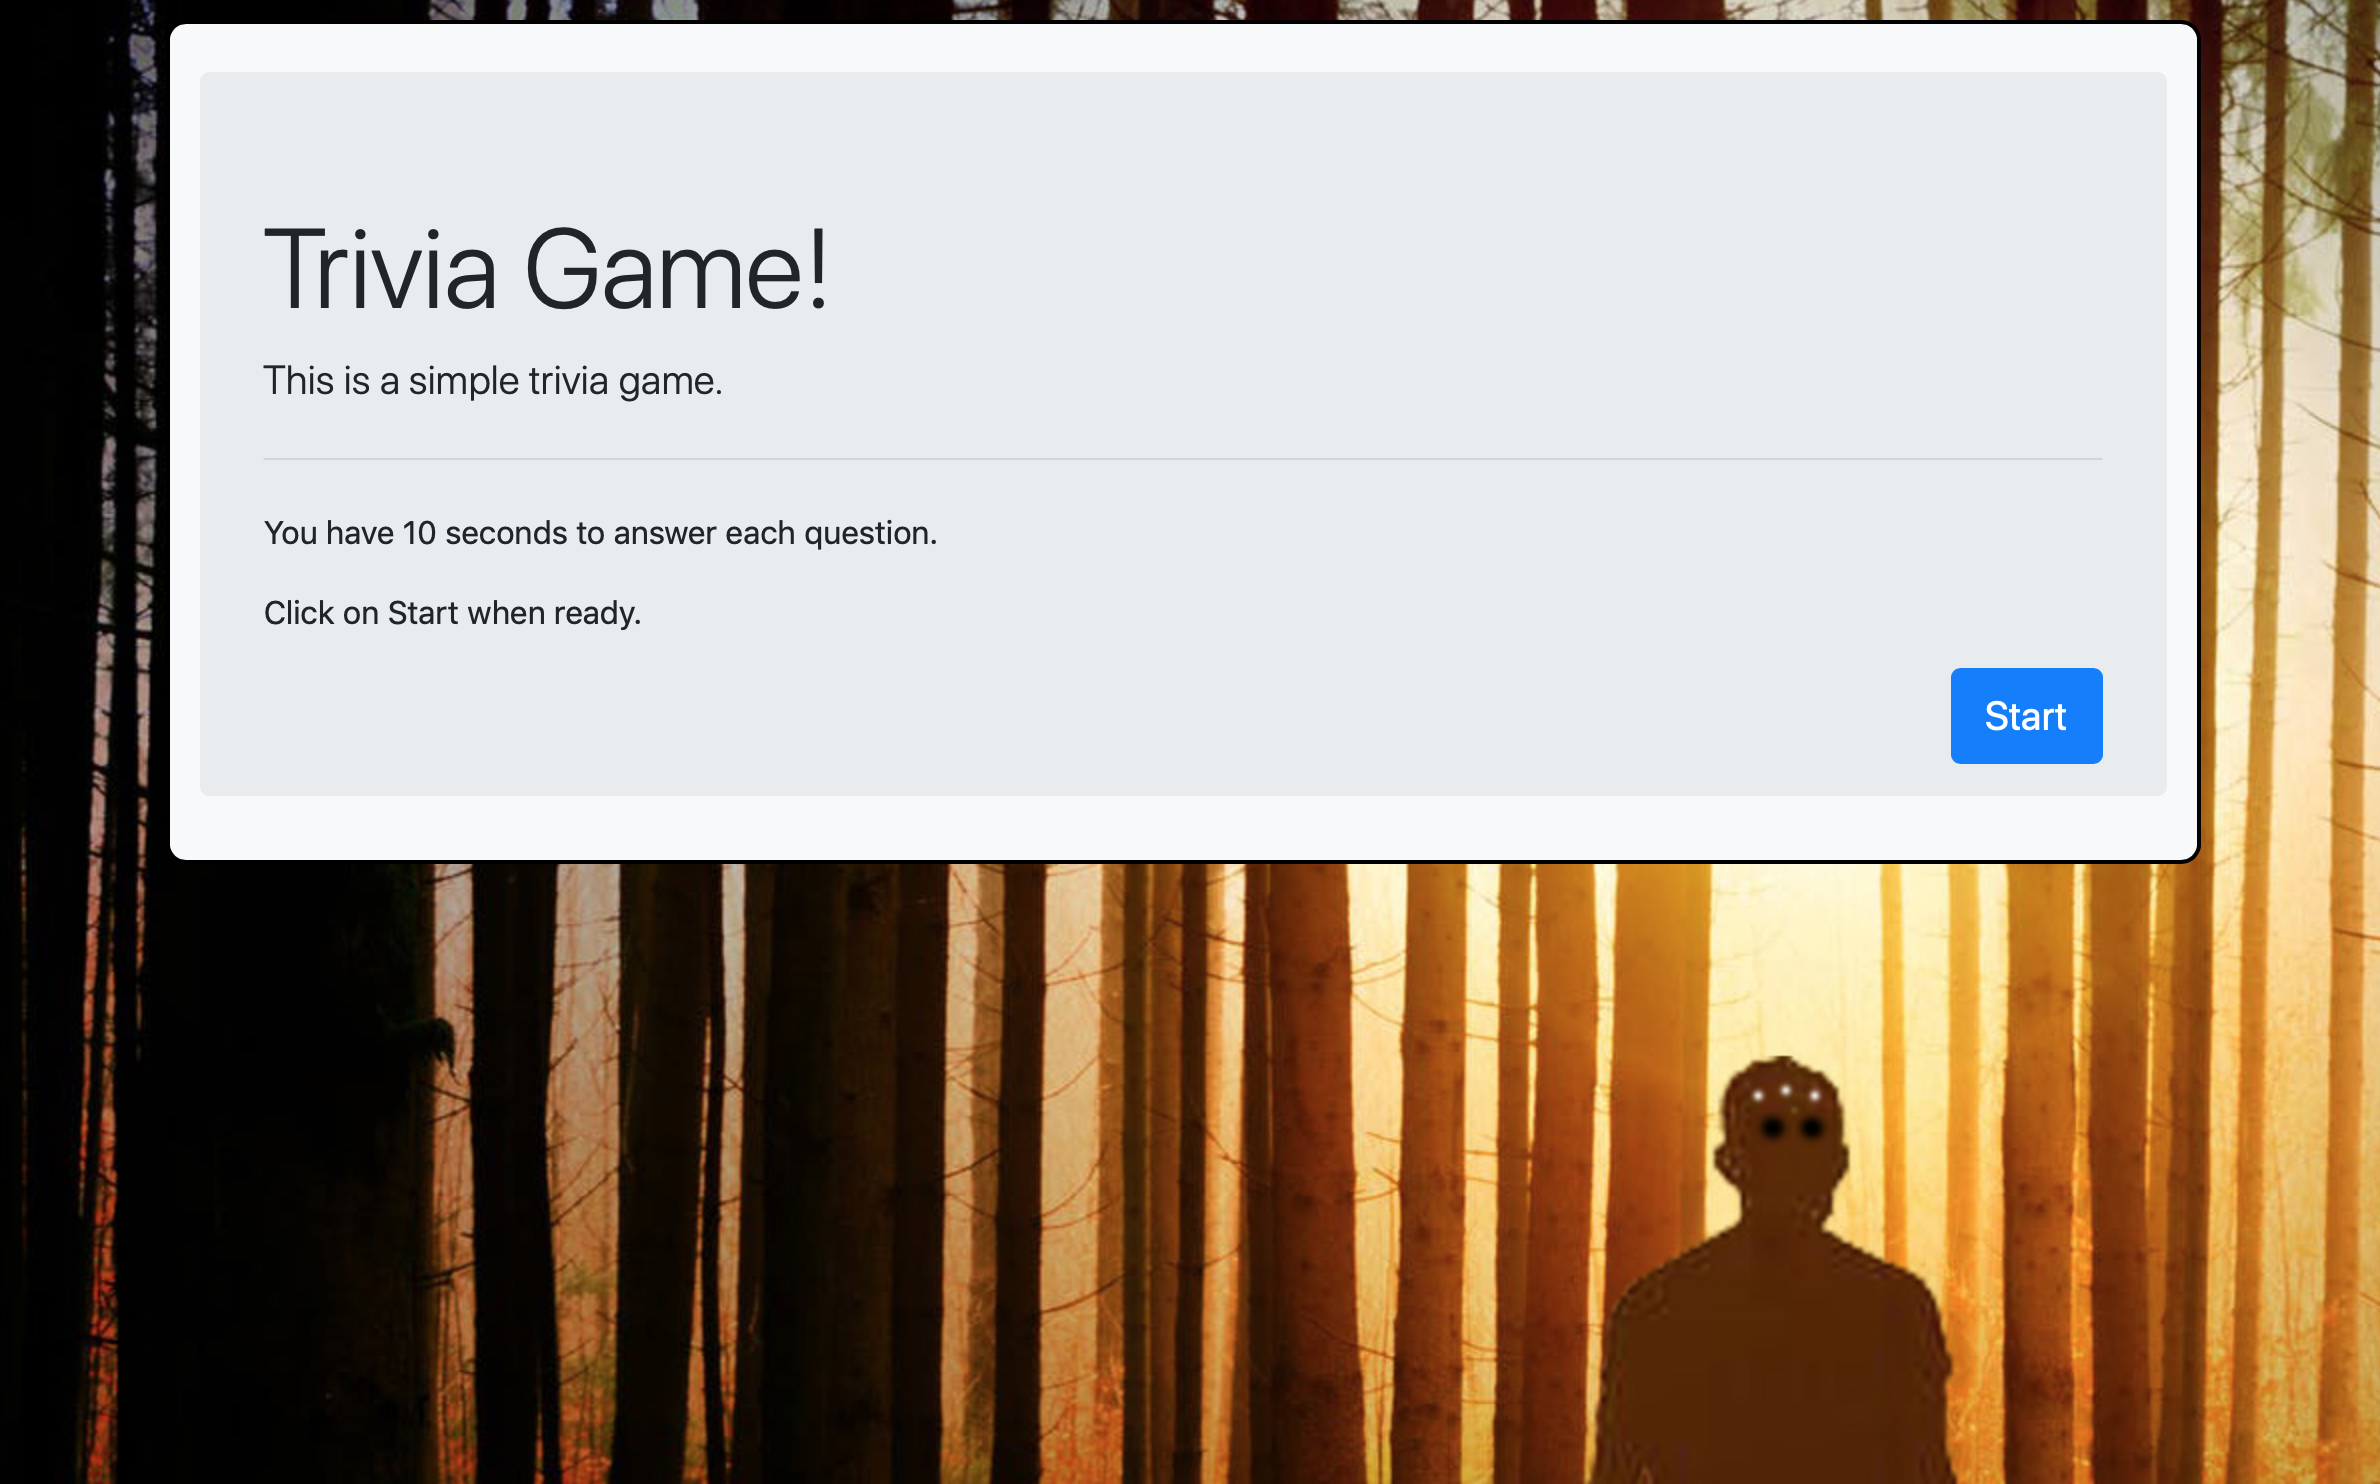 Trivia Game!
This is a simple trivia game.
You have 10 seconds to answer each question.
Click on Start when ready.
Start